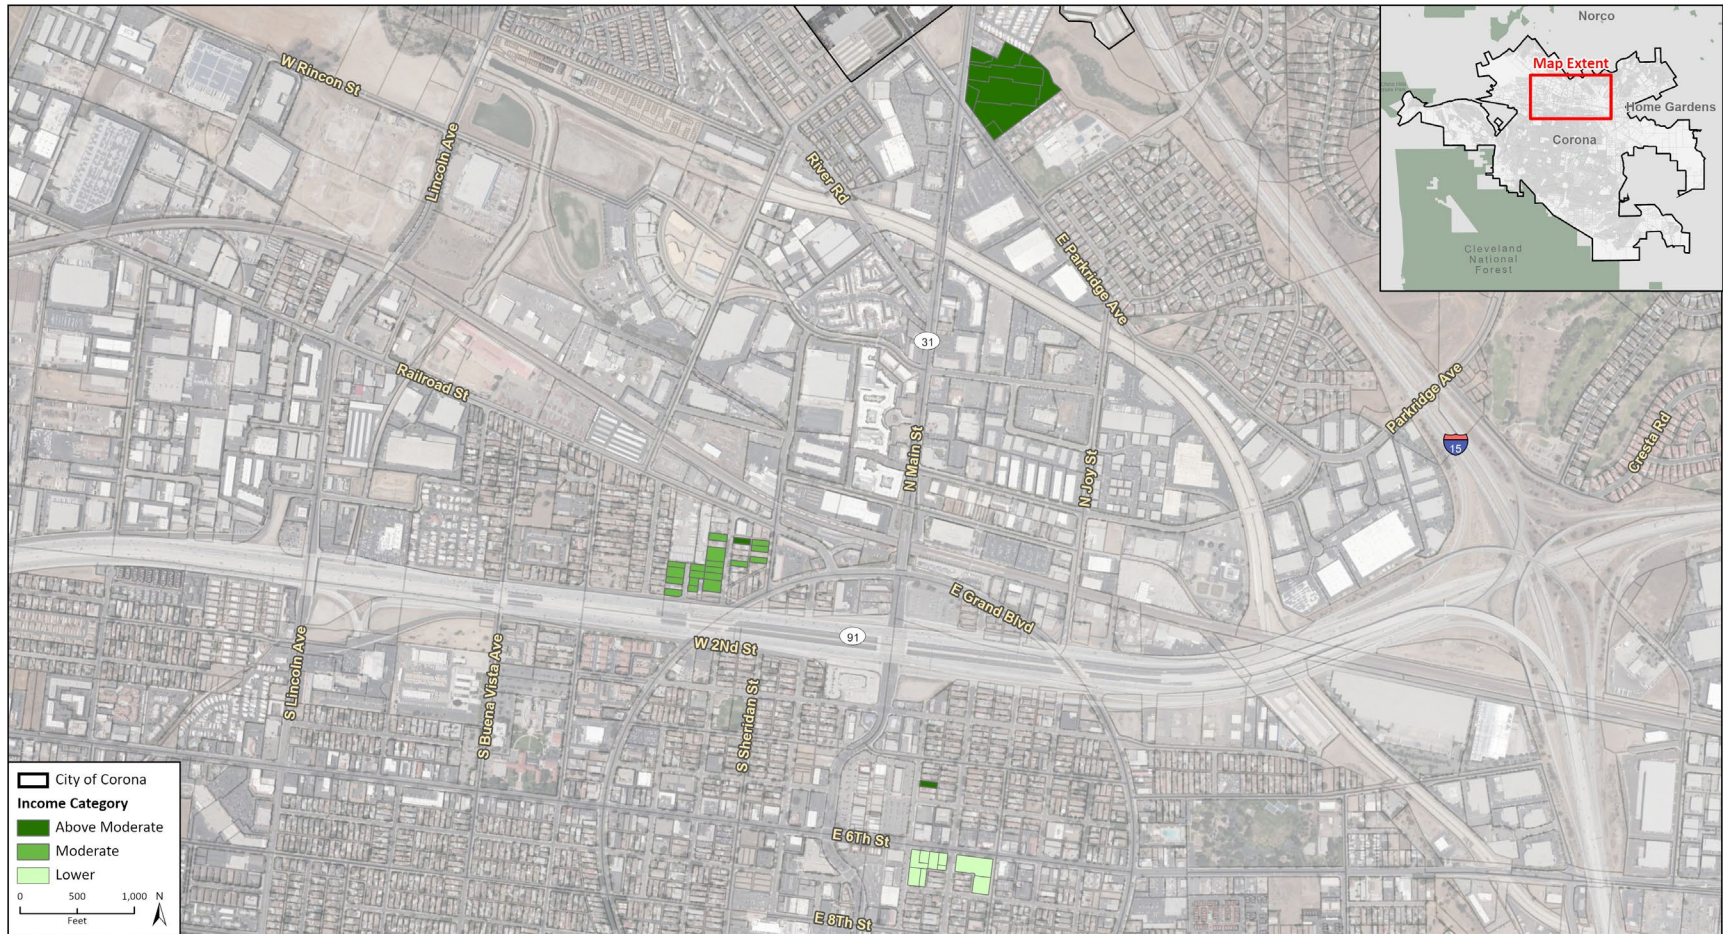 Norco
Map Extent
Home Gardens
Corona
Cleveland
National
Forest
W Rincon St
Lincoln Ave
River Rd
E Parkridge Ave
31
Railroad St
Parkridge Ave
15
Cresta Rd
N Main St
N Joy St
E Grand Blvd
91
W 2Nd St
S Lincoln Ave
S Buena Vista Ave
S Sheridan St
E 6Th St
E 8Th St
City of Corona
Income Category
Above Moderate
Moderate
Lower
0 500 1,000
Feet
N